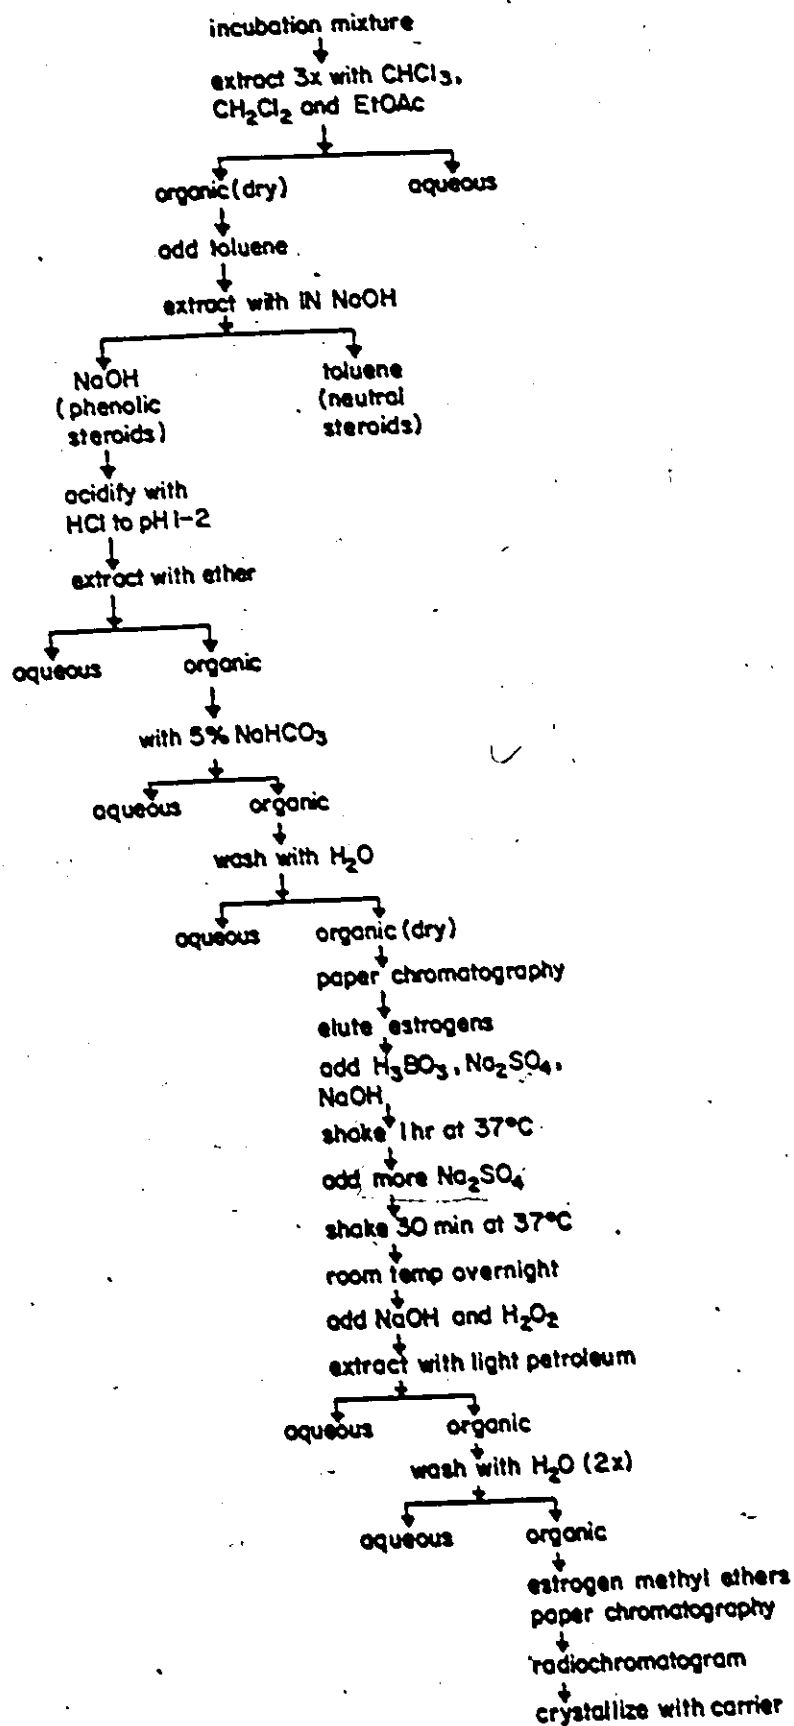 incubation mixture
extract 3x with CHCl₃,
CH₂Cl₂ and EtOAc
organic (dry) aqueous
add toluene
extract with 1N NaOH
NaOH toluene
(phenolic (neutral
steroids) steroids)
acidify with
HCl to pH 1-2
extract with ether
aqueous organic
with 5% NaHCO₃
aqueous organic
wash with H₂O
aqueous organic (dry)
paper chromatography
elute estrogens
add H₃BO₃, Na₂SO₄,
NaOH
shake 1hr at 37°C
add more Na₂SO₄
shake 30 min at 37°C
room temp overnight
add NaOH and H₂O₂
extract with light petroleum
aqueous organic
wash with H₂O (2x)
aqueous organic
estrogen methyl ethers
paper chromatography
radiochromatogram
crystallize with carrier